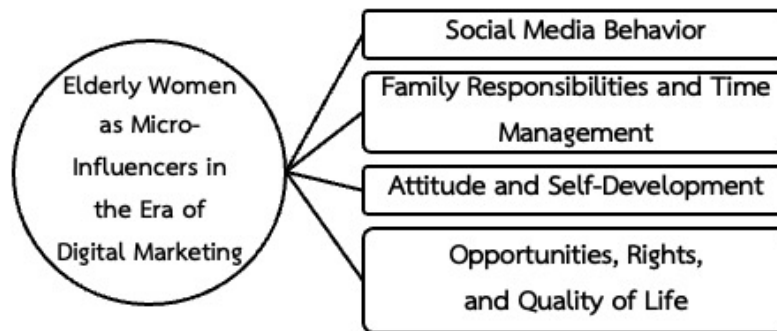 Elderly Women
as Micro-
Influencers in
the Era of
Digital Marketing
Social Media Behavior
Family Responsibilities and Time
Management
Attitude and Self-Development
Opportunities, Rights,
and Quality of Life